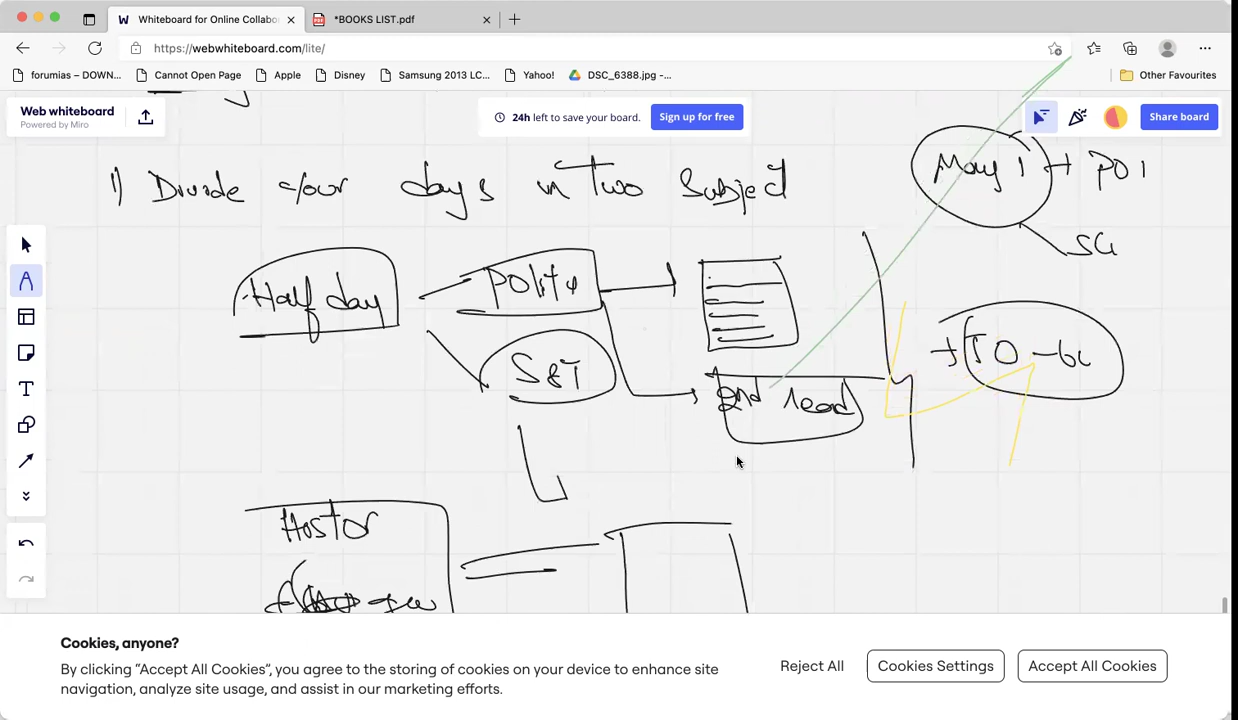 Whiteboard for Online Collabo
*BOOKS LIST.pdf
https://webwhiteboard.com/lite/
forumias – DOWN...
Cannot Open Page
Apple
Disney
Samsung 2013 LC...
Yahoo!
DSC_6388.jpg -...
Other Favourites
Web whiteboard
Powered by Miro
24h left to save your board.
Sign up for free
Share board
May 1 + PO 1
1) Divide your days in Two Subject
Half day
Polity
S&T
2nd read
Histor
Cookies, anyone?
By clicking “Accept All Cookies”, you agree to the storing of cookies on your device to enhance site
navigation, analyze site usage, and assist in our marketing efforts.
Reject All
Cookies Settings
Accept All Cookies